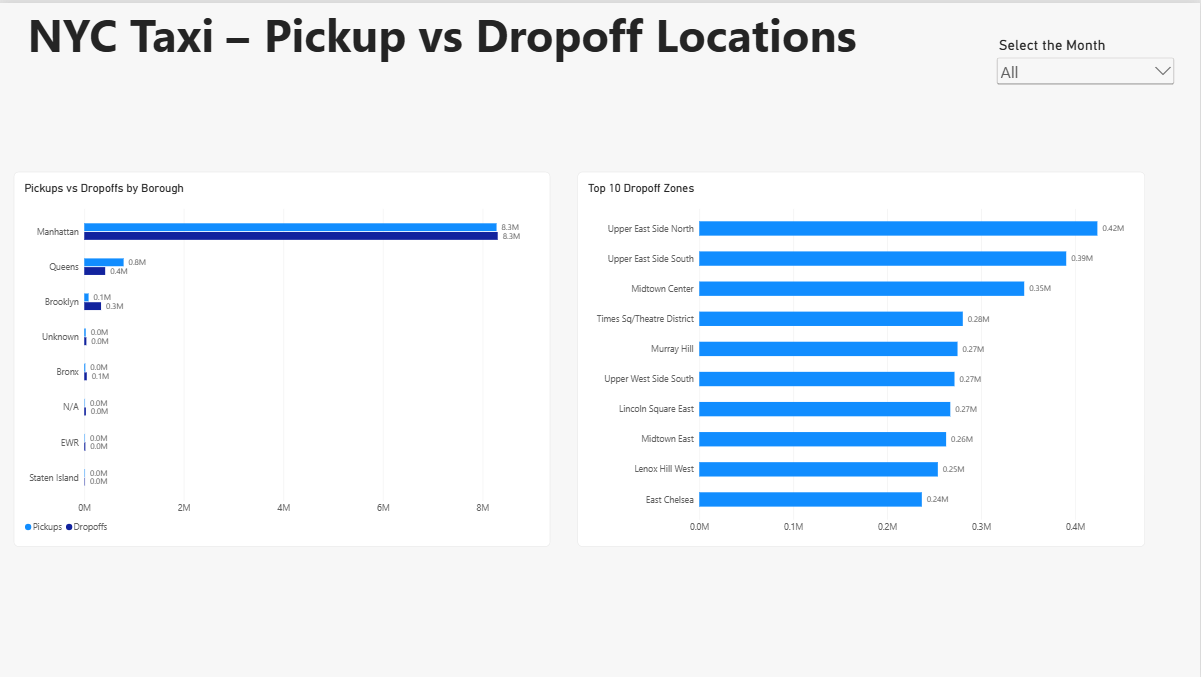 NYC Taxi – Pickup vs Dropoff Locations
Select the Month
All
Pickups vs Dropoffs by Borough
Manhattan
8.3M
8.3M
Queens
0.8M
0.4M
Brooklyn
0.1M
0.3M
Unknown
0.0M
0.0M
Bronx
0.0M
0.1M
N/A
0.0M
0.0M
EWR
0.0M
0.0M
Staten Island
0.0M
0.0M
0M 2M 4M 6M 8M
Pickups Dropoffs
Top 10 Dropoff Zones
Upper East Side North 0.42M
Upper East Side South 0.39M
Midtown Center 0.35M
Times Sq/Theatre District 0.28M
Murray Hill 0.27M
Upper West Side South 0.27M
Lincoln Square East 0.27M
Midtown East 0.26M
Lenox Hill West 0.25M
East Chelsea 0.24M
0.0M 0.1M 0.2M 0.3M 0.4M